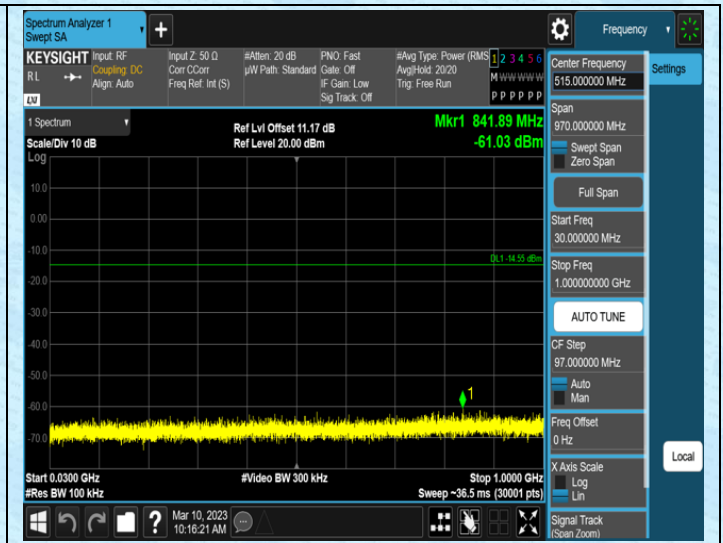 Spectrum Analyzer 1
Swept SA
+
Frequency
KEYSIGHT
RL
LXI
Input: RF
Coupling: DC
Align: Auto
Input Z: 50 Ω
Corr CCorr
Freq Ref: Int (S)
#Atten: 20 dB
µW Path: Standard
PNO: Fast
Gate: Off
IF Gain: Low
Sig Track: Off
#Avg Type: Power (RMS
Avg|Hold: 20/20
Trig: Free Run
1 2 3 4 5 6
M W W W W W
P P P P P P
Center Frequency
515.000000 MHz
Settings
1 Spectrum
Scale/Div 10 dB
Log
Ref Lvl Offset 11.17 dB
Ref Level 20.00 dBm
Mkr1 841.89 MHz
-61.03 dBm
Span
970.000000 MHz
Swept Span
Zero Span
Full Span
Start Freq
30.000000 MHz
Stop Freq
1.000000000 GHz
AUTO TUNE
CF Step
97.000000 MHz
Auto
Man
Freq Offset
0 Hz
X Axis Scale
Log
Lin
Signal Track
(Span Zoom)
Local
10.0
0.00
-10.0
DL1 -14.55 dBm
-20.0
-30.0
-40.0
-50.0
1
-60.0
-70.0
Start 0.0300 GHz
#Res BW 100 kHz
#Video BW 300 kHz
Stop 1.0000 GHz
Sweep ~36.5 ms (30001 pts)
?
Mar 10, 2023
10:16:21 AM